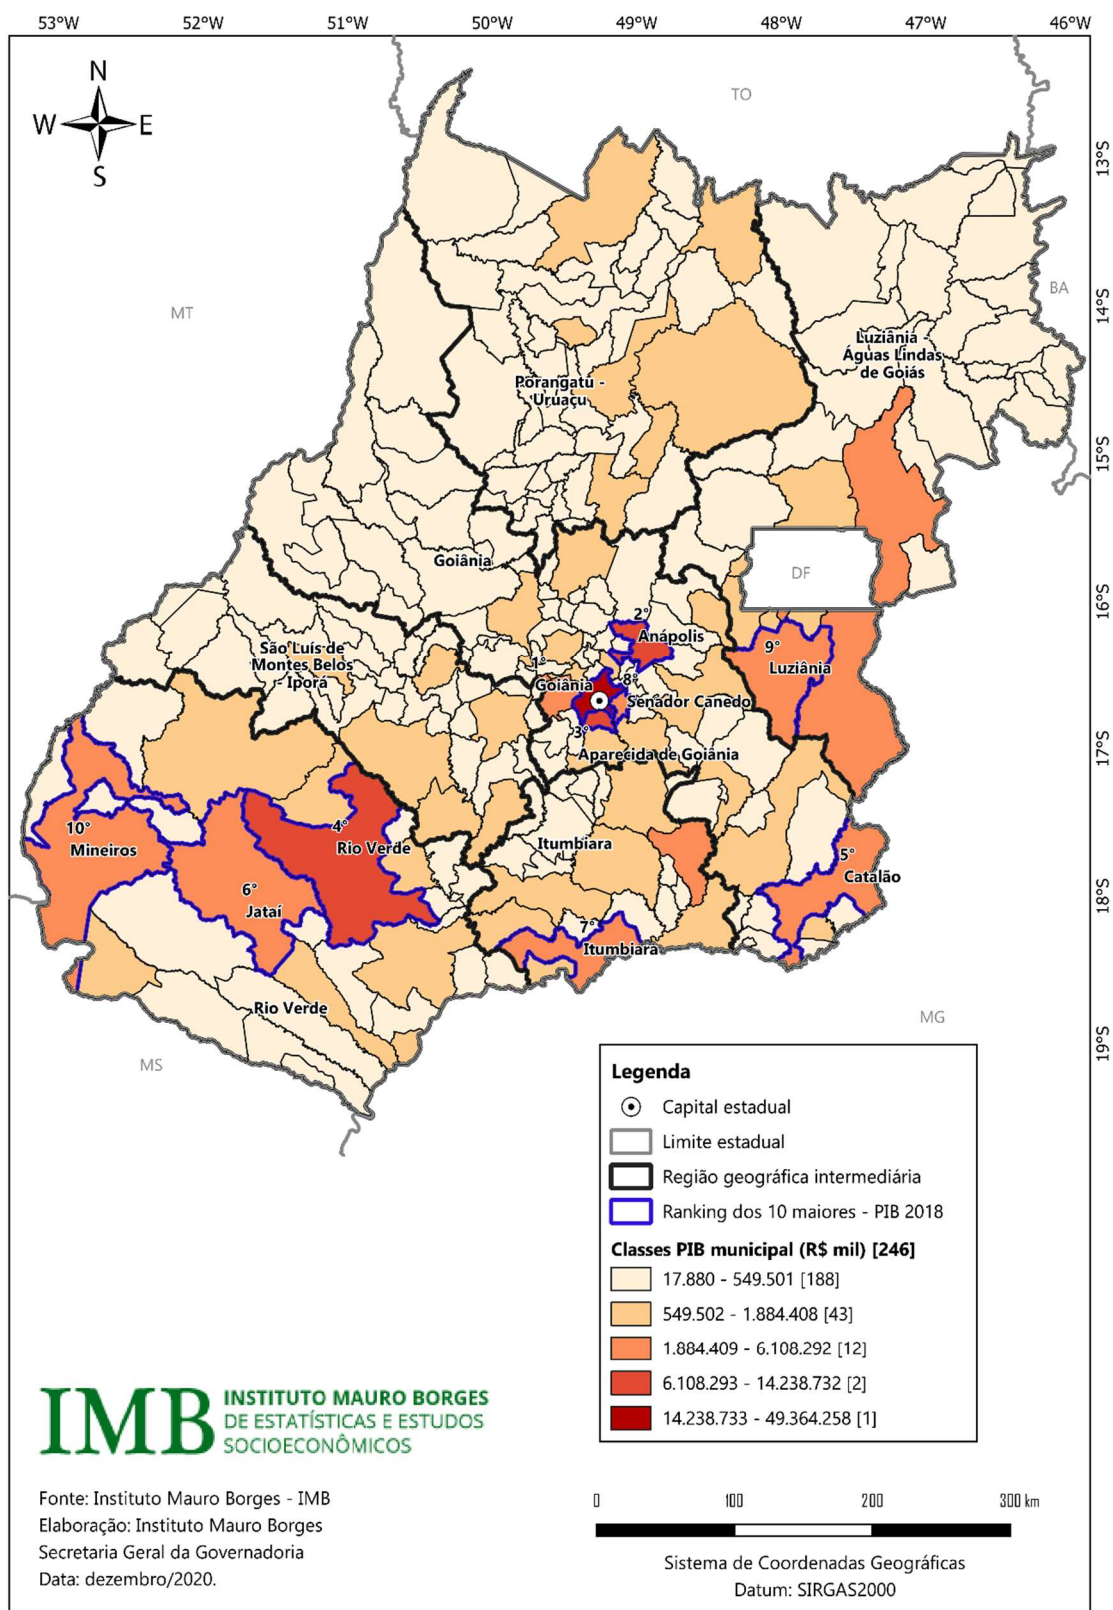 53°W 52°W 51°W 50°W 49°W 48°W 47°W 46°W
N
W E
S
TO
13°S
MT
BA
14°S
Luziânia -
Águas Lindas
de Goiás
Porangatu -
Uruaçu
15°S
Goiânia
DF
16°S
2°
Anápolis
São Luís de
Montes Belos
- Iporá
9°
Luziânia
1°
Goiânia
8°
Senador Canedo
3°
Aparecida de Goiânia
17°S
10°
Mineiros
4°
Rio Verde
Itumbiara
5°
Catalão
6°
Jataí
18°S
7°
Itumbiara
Rio Verde
MG
MS
19°S
Legenda
Capital estadual
Limite estadual
Região geográfica intermediária
Ranking dos 10 maiores - PIB 2018
Classes PIB municipal (R$ mil) [246]
17.880 - 549.501 [188]
549.502 - 1.884.408 [43]
1.884.409 - 6.108.292 [12]
6.108.293 - 14.238.732 [2]
14.238.733 - 49.364.258 [1]
IMB
INSTITUTO MAURO BORGES
DE ESTATÍSTICAS E ESTUDOS
SOCIOECONÔMICOS
Fonte: Instituto Mauro Borges - IMB
Elaboração: Instituto Mauro Borges
Secretaria Geral da Governadoria
Data: dezembro/2020.
0 100 200 300 km
Sistema de Coordenadas Geográficas
Datum: SIRGAS2000